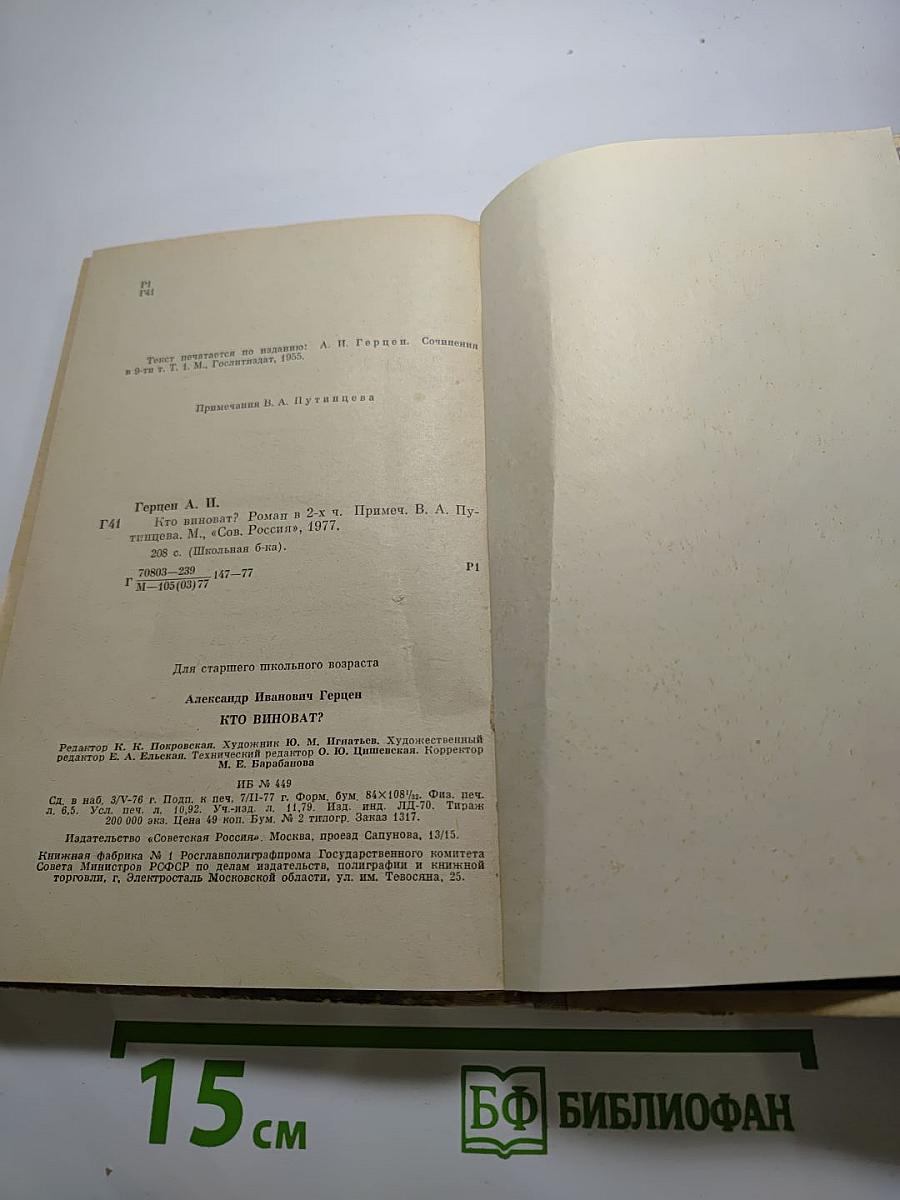 Р1
Г41
Текст печатается по изданию: А. И. Герцен. Сочинения
в 9-ти т. Т. 1. М., Гослитиздат, 1955.
Примечания В. А. Путинцева
Герцен А. И.
Г41 Кто виноват? Роман в 2-х ч. Примеч. В. А. Пу-
тинцева. М., «Сов. Россия», 1977.
208 с. (Школьная б-ка).
Г 70803—239 147—77 Р1
М—105(03)77
Для старшего школьного возраста
Александр Иванович Герцен
КТО ВИНОВАТ?
Редактор К. К. Покровская. Художник Ю. М. Игнатьев. Художественный
редактор Е. А. Ельская. Технический редактор О. Ю. Цишевская. Корректор
М. Е. Барабанова
ИБ № 449
Сд. в наб. 3/V-76 г. Подп. к печ. 7/II-77 г. Форм. бум. 84×108¹/₃₂. Физ. печ.
л. 6,5. Усл. печ. л. 10,92. Уч.-изд. л. 11,79. Изд. инд. ЛД-70. Тираж
200 000 экз. Цена 49 коп. Бум. № 2 типогр. Заказ 1317.
Издательство «Советская Россия». Москва, проезд Сапунова, 13/15.
Книжная фабрика № 1 Росглавполиграфпрома Государственного комитета
Совета Министров РСФСР по делам издательств, полиграфии и книжной
торговли, г. Электросталь Московской области, ул. им. Тевосяна, 25.
15 см
БФ БИБЛИОФАН